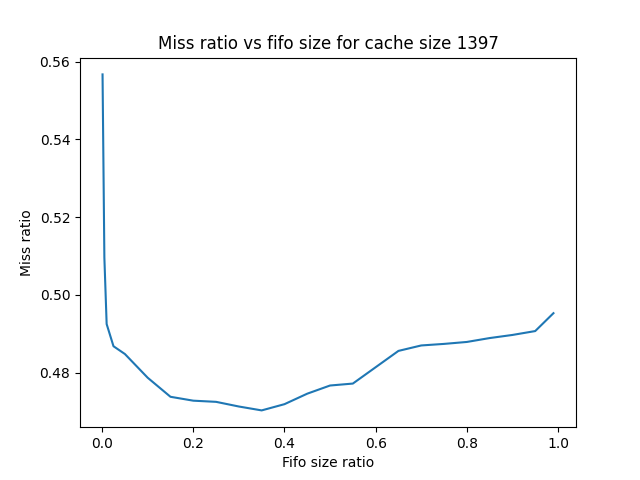 Miss ratio vs fifo size for cache size 1397
0.56
0.54
0.52
0.50
0.48
Miss ratio
0.0 0.2 0.4 0.6 0.8 1.0
Fifo size ratio